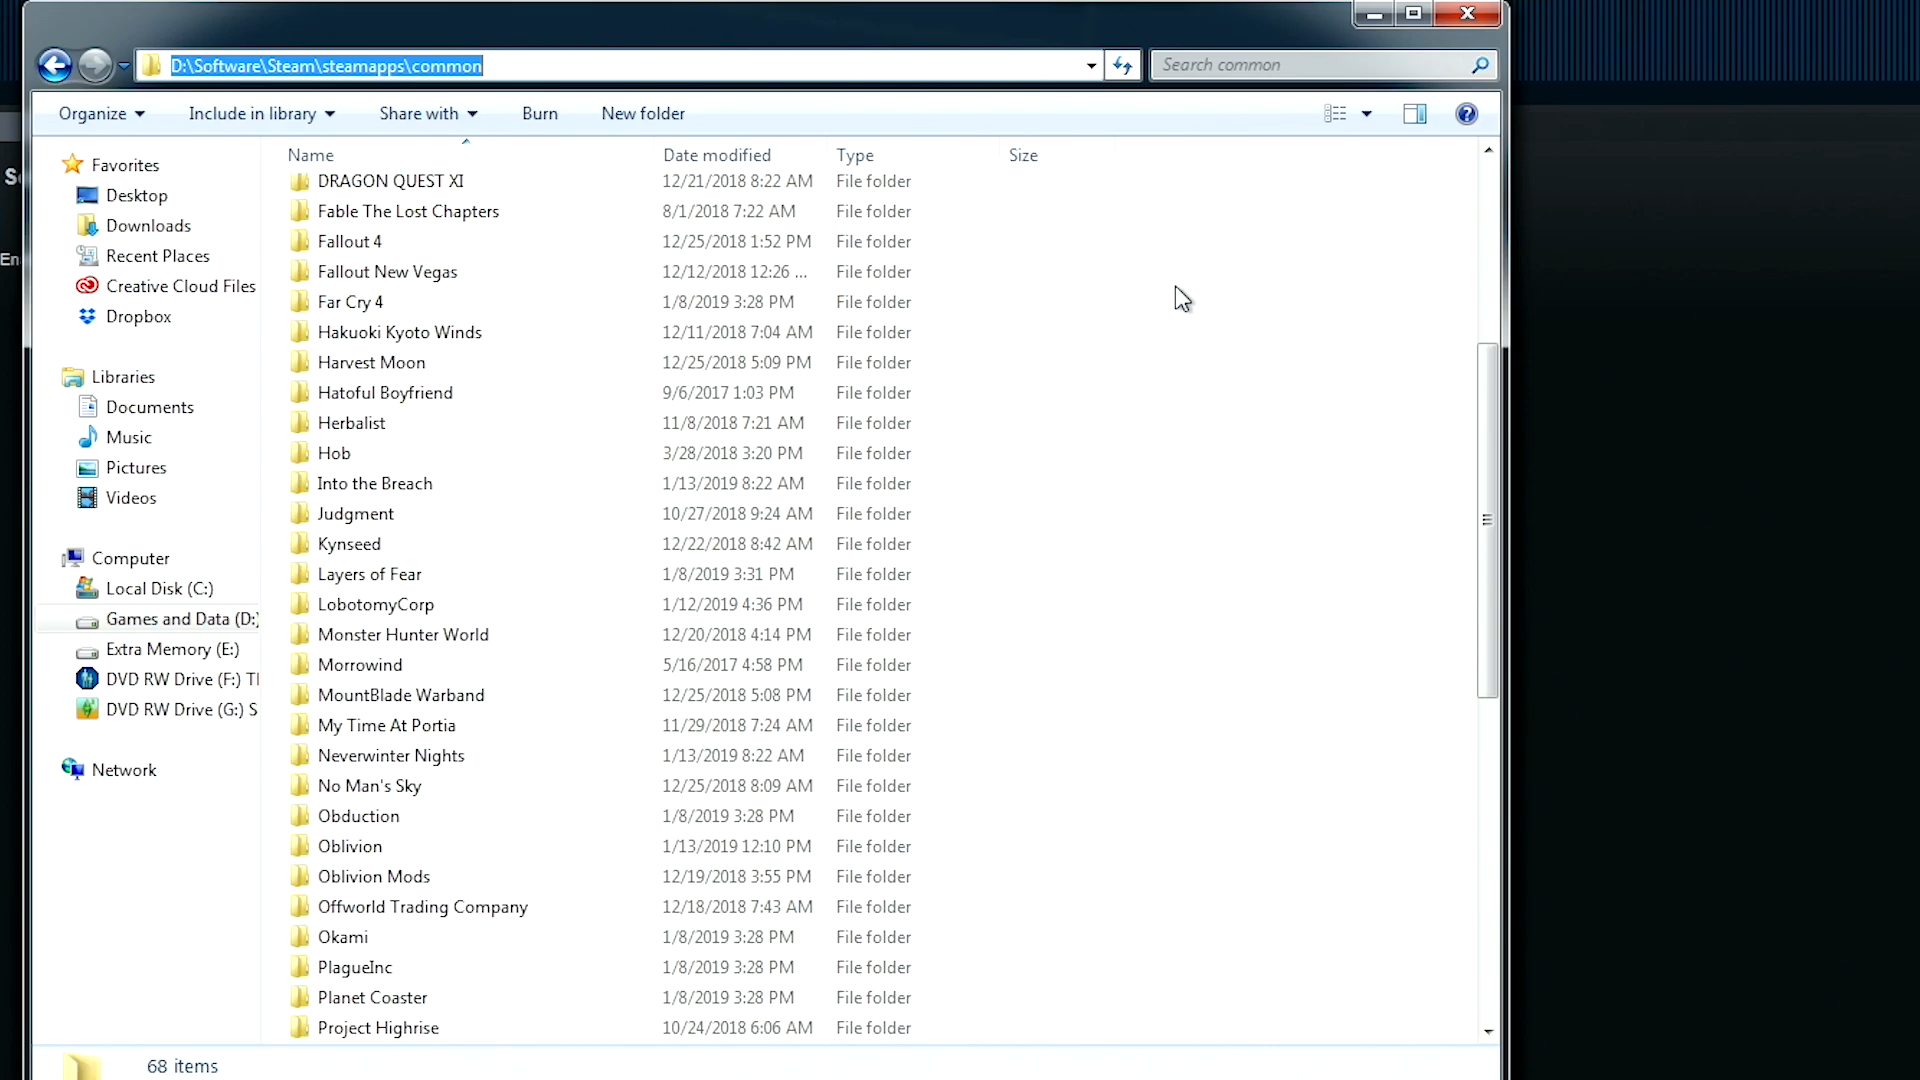 D:\Software\Steam\steamapps\common
Search common
Organize
Include in library
Share with
Burn
New folder
Name Date modified Type Size
Favorites
Desktop
Downloads
Recent Places
Creative Cloud Files
Dropbox
Libraries
Documents
Music
Pictures
Videos
Computer
Local Disk (C:)
Games and Data (D:)
Extra Memory (E:)
DVD RW Drive (F:) Tl
DVD RW Drive (G:) S
Network
DRAGON QUEST XI 12/21/2018 8:22 AM File folder
Fable The Lost Chapters 8/1/2018 7:22 AM File folder
Fallout 4 12/25/2018 1:52 PM File folder
Fallout New Vegas 12/12/2018 12:26 ... File folder
Far Cry 4 1/8/2019 3:28 PM File folder
Hakuoki Kyoto Winds 12/11/2018 7:04 AM File folder
Harvest Moon 12/25/2018 5:09 PM File folder
Hatoful Boyfriend 9/6/2017 1:03 PM File folder
Herbalist 11/8/2018 7:21 AM File folder
Hob 3/28/2018 3:20 PM File folder
Into the Breach 1/13/2019 8:22 AM File folder
Judgment 10/27/2018 9:24 AM File folder
Kynseed 12/22/2018 8:42 AM File folder
Layers of Fear 1/8/2019 3:31 PM File folder
LobotomyCorp 1/12/2019 4:36 PM File folder
Monster Hunter World 12/20/2018 4:14 PM File folder
Morrowind 5/16/2017 4:58 PM File folder
MountBlade Warband 12/25/2018 5:08 PM File folder
My Time At Portia 11/29/2018 7:24 AM File folder
Neverwinter Nights 1/13/2019 8:22 AM File folder
No Man's Sky 12/25/2018 8:09 AM File folder
Obduction 1/8/2019 3:28 PM File folder
Oblivion 1/13/2019 12:10 PM File folder
Oblivion Mods 12/19/2018 3:55 PM File folder
Offworld Trading Company 12/18/2018 7:43 AM File folder
Okami 1/8/2019 3:28 PM File folder
PlagueInc 1/8/2019 3:28 PM File folder
Planet Coaster 1/8/2019 3:28 PM File folder
Project Highrise 10/24/2018 6:06 AM File folder
68 items